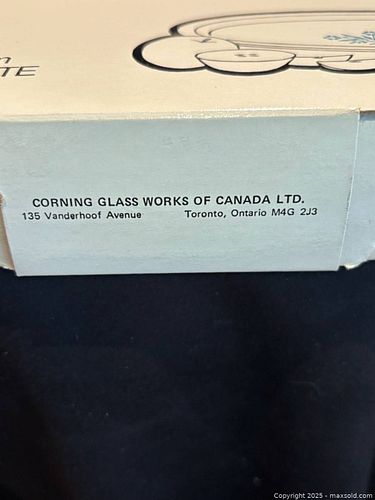 TE
CORNING GLASS WORKS OF CANADA LTD.
135 Vanderhoof Avenue Toronto, Ontario M4G 2J3
Copyright 2025 - maxsold.com